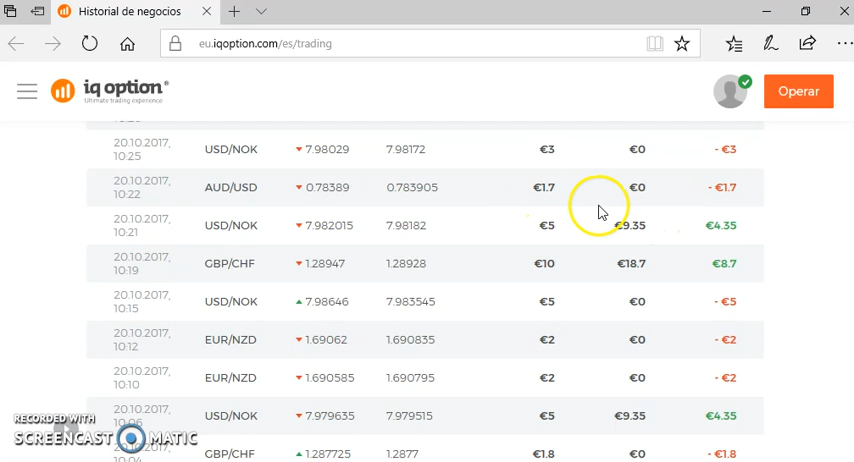 Historial de negocios
eu.iqoption.com/es/trading
iq option®
Ultimate trading experience
Operar
20.10.2017,
10:25
USD/NOK 7.98029 7.98172 €3 €0 - €3
20.10.2017,
10:22
AUD/USD 0.78389 0.783905 €1.7 €0 - €1.7
20.10.2017,
10:21
USD/NOK 7.982015 7.98182 €5 €9.35 €4.35
20.10.2017,
10:19
GBP/CHF 1.28947 1.28928 €10 €18.7 €8.7
20.10.2017,
10:15
USD/NOK 7.98646 7.983545 €5 €0 - €5
20.10.2017,
10:12
EUR/NZD 1.69062 1.690835 €2 €0 - €2
20.10.2017,
10:10
EUR/NZD 1.690585 1.690795 €2 €0 - €2
20.10.2017,
10:06
USD/NOK 7.979635 7.979515 €5 €9.35 €4.35
20.10.2017,
10:04
GBP/CHF 1.287725 1.2877 €1.8 €0 - €1.8
RECORDED WITH
SCREENCAST MATIC